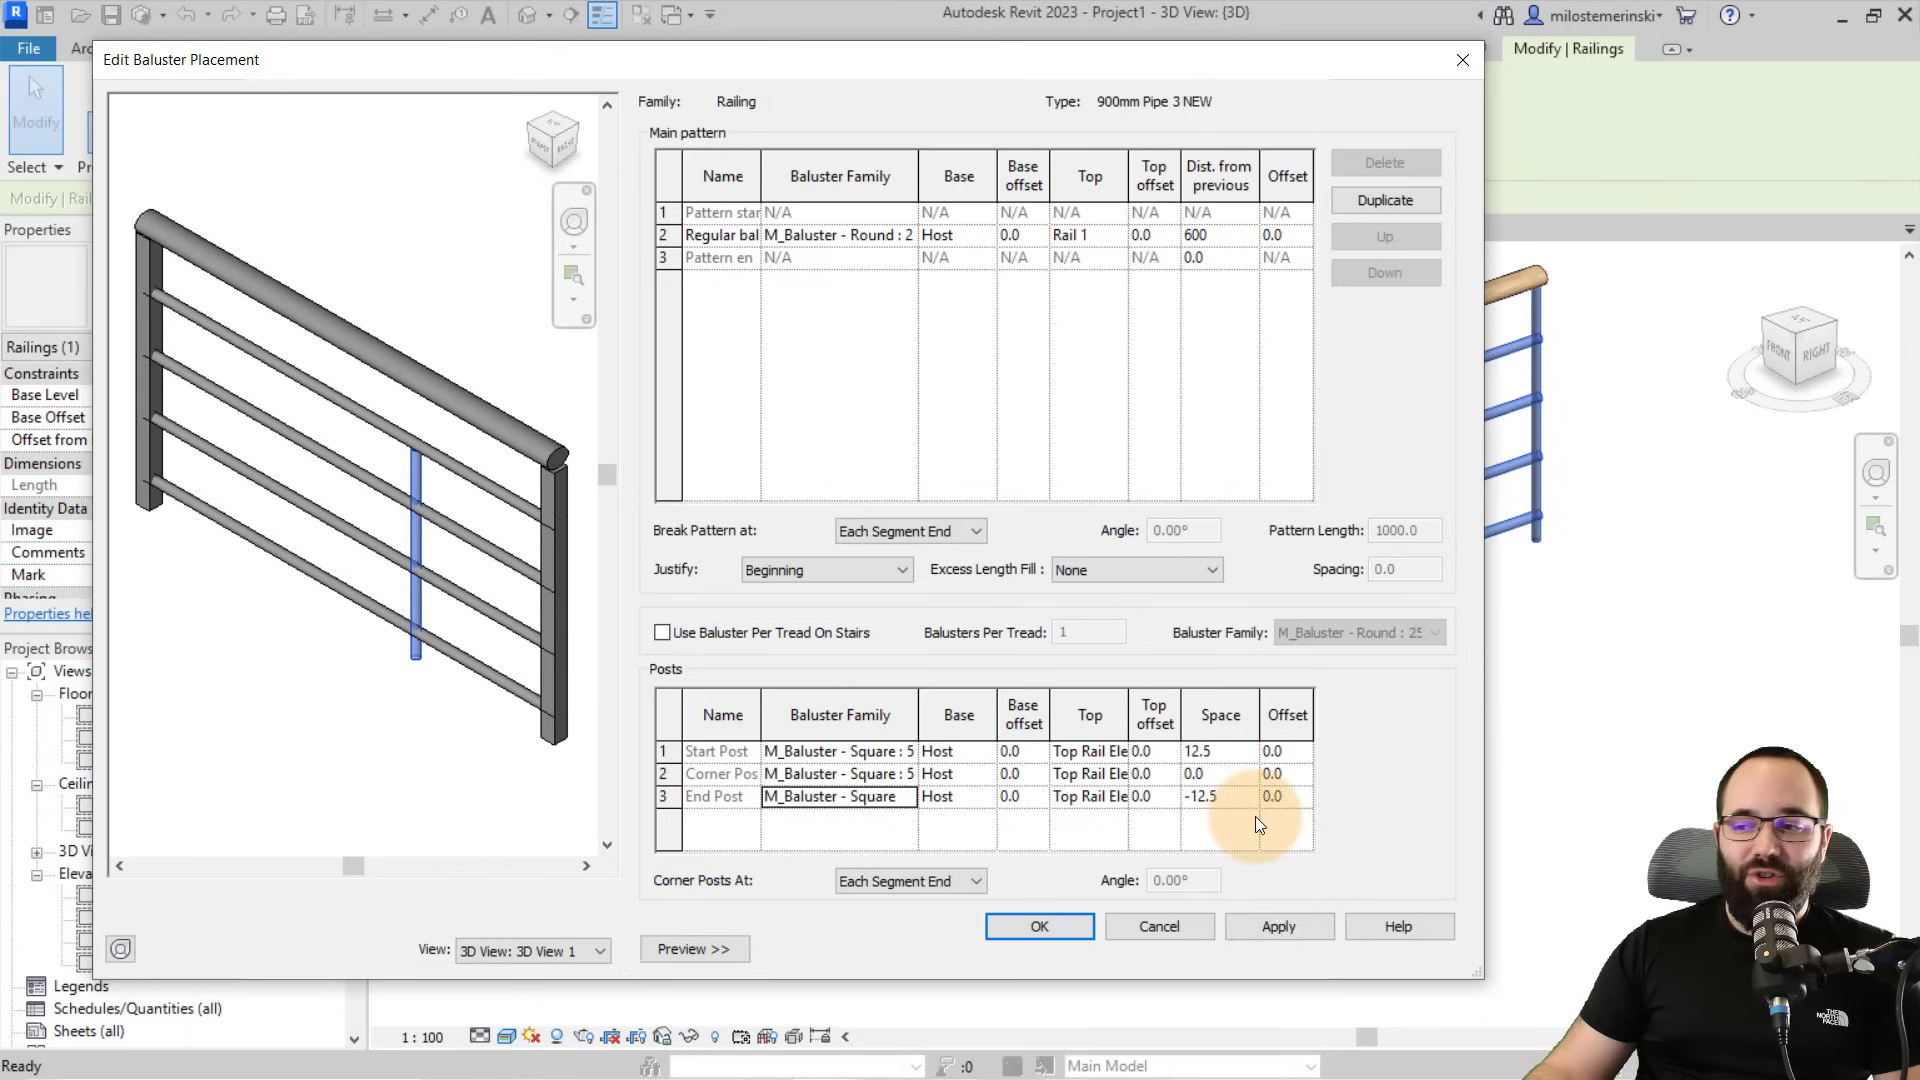 Autodesk Revit 2023 - Project1 - 3D View: {3D}
milostemerinski
File
Modify | Railings
Modify
Select
Modify | Railing
Edit Baluster Placement
Family: Railing Type: 900mm Pipe 3 NEW
Main pattern
Name Baluster Family Base Base offset Top Top offset Dist. from previous Offset
1 Pattern star N/A N/A N/A N/A N/A N/A N/A
2 Regular bal M_Baluster - Round : 2 Host 0.0 Rail 1 0.0 600 0.0
3 Pattern en N/A N/A N/A N/A N/A 0.0 N/A
Delete
Duplicate
Up
Down
Break Pattern at: Each Segment End Angle: 0.00° Pattern Length: 1000.0
Justify: Beginning Excess Length Fill : None Spacing: 0.0
Use Baluster Per Tread On Stairs Balusters Per Tread: 1 Baluster Family: M_Baluster - Round : 25
Posts
Name Baluster Family Base Base offset Top Top offset Space Offset
1 Start Post M_Baluster - Square : 5 Host 0.0 Top Rail Ele 0.0 12.5 0.0
2 Corner Pos M_Baluster - Square : 5 Host 0.0 Top Rail Ele 0.0 0.0 0.0
3 End Post M_Baluster - Square Host 0.0 Top Rail Ele 0.0 -12.5 0.0
Corner Posts At: Each Segment End Angle: 0.00°
OK Cancel Apply Help
View: 3D View: 3D View 1 Preview >>
Properties
Railings (1)
Constraints
Base Level
Base Offset
Offset from
Dimensions
Length
Identity Data
Image
Comments
Mark
Phasing
Properties hel
Project Brows
Views
Floor
Ceilin
3D Vi
Eleva
Legends
Schedules/Quantities (all)
Sheets (all)
FRONT RIGHT
1 : 100
Ready
:0
Main Model
THE NORTH FACE